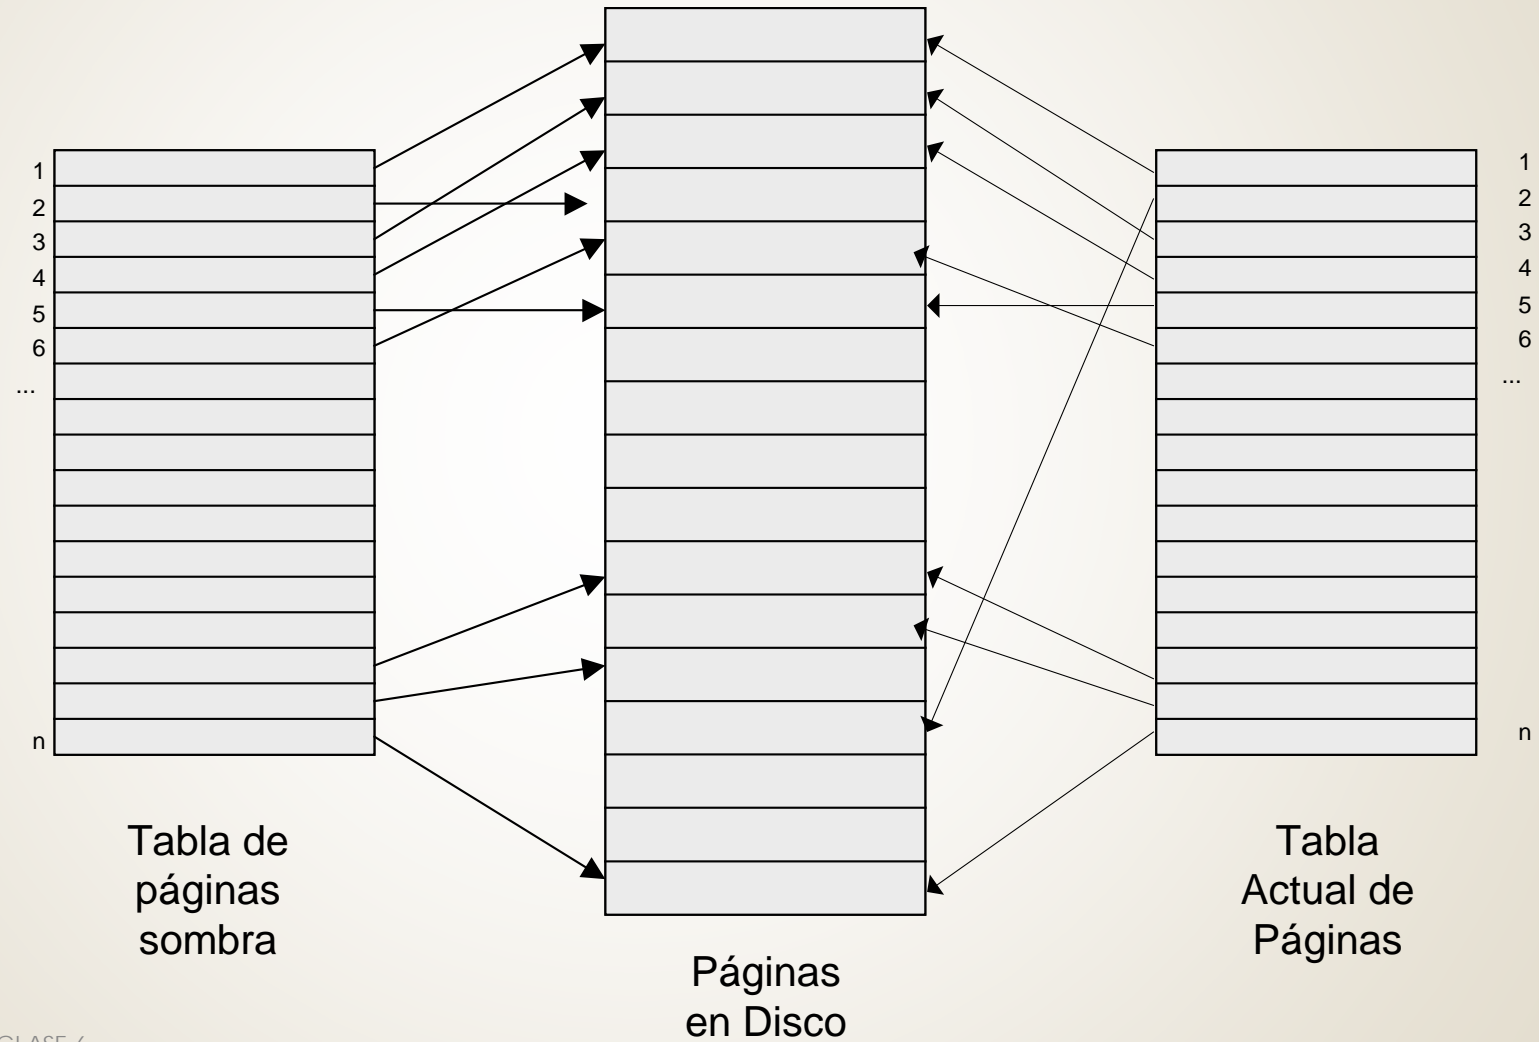 1
2
3
4
5
6
...
n
Tabla de
páginas
sombra
Páginas
en Disco
1
2
3
4
5
6
...
n
Tabla
Actual de
Páginas